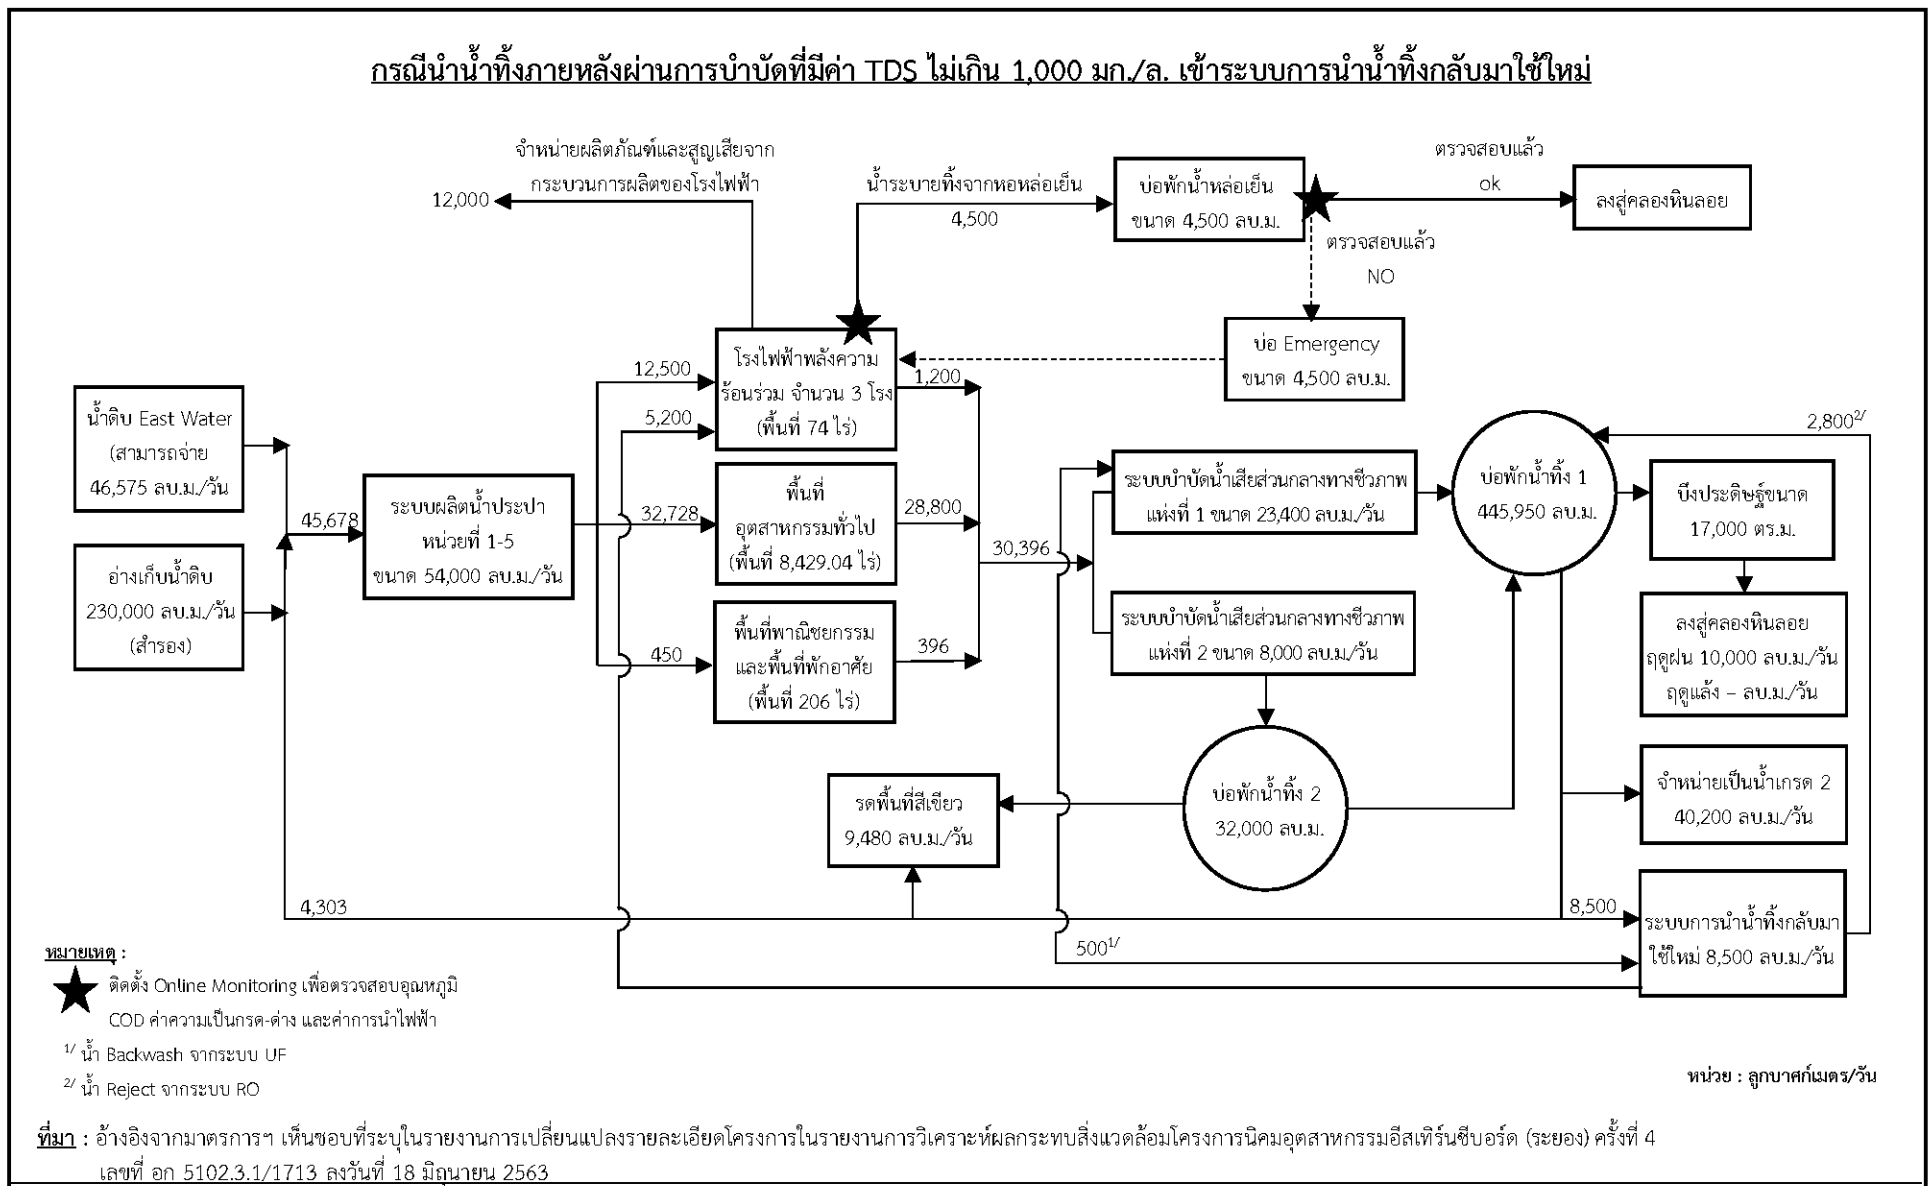 กรณีนำน้ำทิ้งภายหลังผ่านการบำบัดที่มีค่า TDS ไม่เกิน 1,000 มก./ล. เข้าระบบการนำน้ำทิ้งกลับมาใช้ใหม่
จำหน่ายผลิตภัณฑ์และสูญเสียจาก
กระบวนการผลิตของโรงไฟฟ้า
12,000
น้ำระบายทิ้งจากหอหล่อเย็น
4,500
บ่อพักน้ำหล่อเย็น
ขนาด 4,500 ลบ.ม.
ตรวจสอบแล้ว
ok
ลงสู่คลองหินลอย
ตรวจสอบแล้ว
NO
บ่อ Emergency
ขนาด 4,500 ลบ.ม.
น้ำดิบ East Water
(สามารถจ่าย
46,575 ลบ.ม./วัน
อ่างเก็บน้ำดิบ
230,000 ลบ.ม./วัน
(สำรอง)
45,678
ระบบผลิตน้ำประปา
หน่วยที่ 1-5
ขนาด 54,000 ลบ.ม./วัน
12,500
5,200
32,728
450
โรงไฟฟ้าพลังความ
ร้อนร่วม จำนวน 3 โรง
(พื้นที่ 74 ไร่)
พื้นที่
อุตสาหกรรมทั่วไป
(พื้นที่ 8,429.04 ไร่)
พื้นที่พาณิชยกรรม
และพื้นที่พักอาศัย
(พื้นที่ 206 ไร่)
1,200
28,800
396
30,396
ระบบบำบัดน้ำเสียส่วนกลางทางชีวภาพ
แห่งที่ 1 ขนาด 23,400 ลบ.ม./วัน
ระบบบำบัดน้ำเสียส่วนกลางทางชีวภาพ
แห่งที่ 2 ขนาด 8,000 ลบ.ม./วัน
บ่อพักน้ำทิ้ง 1
445,950 ลบ.ม.
2,800²/
บึงประดิษฐ์ขนาด
17,000 ตร.ม.
ลงสู่คลองหินลอย
ฤดูฝน 10,000 ลบ.ม./วัน
ฤดูแล้ง – ลบ.ม./วัน
จำหน่ายเป็นน้ำเกรด 2
40,200 ลบ.ม./วัน
บ่อพักน้ำทิ้ง 2
32,000 ลบ.ม.
รดพื้นที่สีเขียว
9,480 ลบ.ม./วัน
4,303
8,500
500¹/
ระบบการนำน้ำทิ้งกลับมา
ใช้ใหม่ 8,500 ลบ.ม./วัน
หมายเหตุ :
ติดตั้ง Online Monitoring เพื่อตรวจสอบอุณหภูมิ
COD ค่าความเป็นกรด-ด่าง และค่าการนำไฟฟ้า
¹/ น้ำ Backwash จากระบบ UF
²/ น้ำ Reject จากระบบ RO
หน่วย : ลูกบาศก์เมตร/วัน
ที่มา : อ้างอิงจากมาตรการฯ เห็นชอบที่ระบุในรายงานการเปลี่ยนแปลงรายละเอียดโครงการในรายงานการวิเคราะห์ผลกระทบสิ่งแวดล้อมโครงการนิคมอุตสาหกรรมอีสเทิร์นซีบอร์ด (ระยอง) ครั้งที่ 4
เลขที่ อก 5102.3.1/1713 ลงวันที่ 18 มิถุนายน 2563